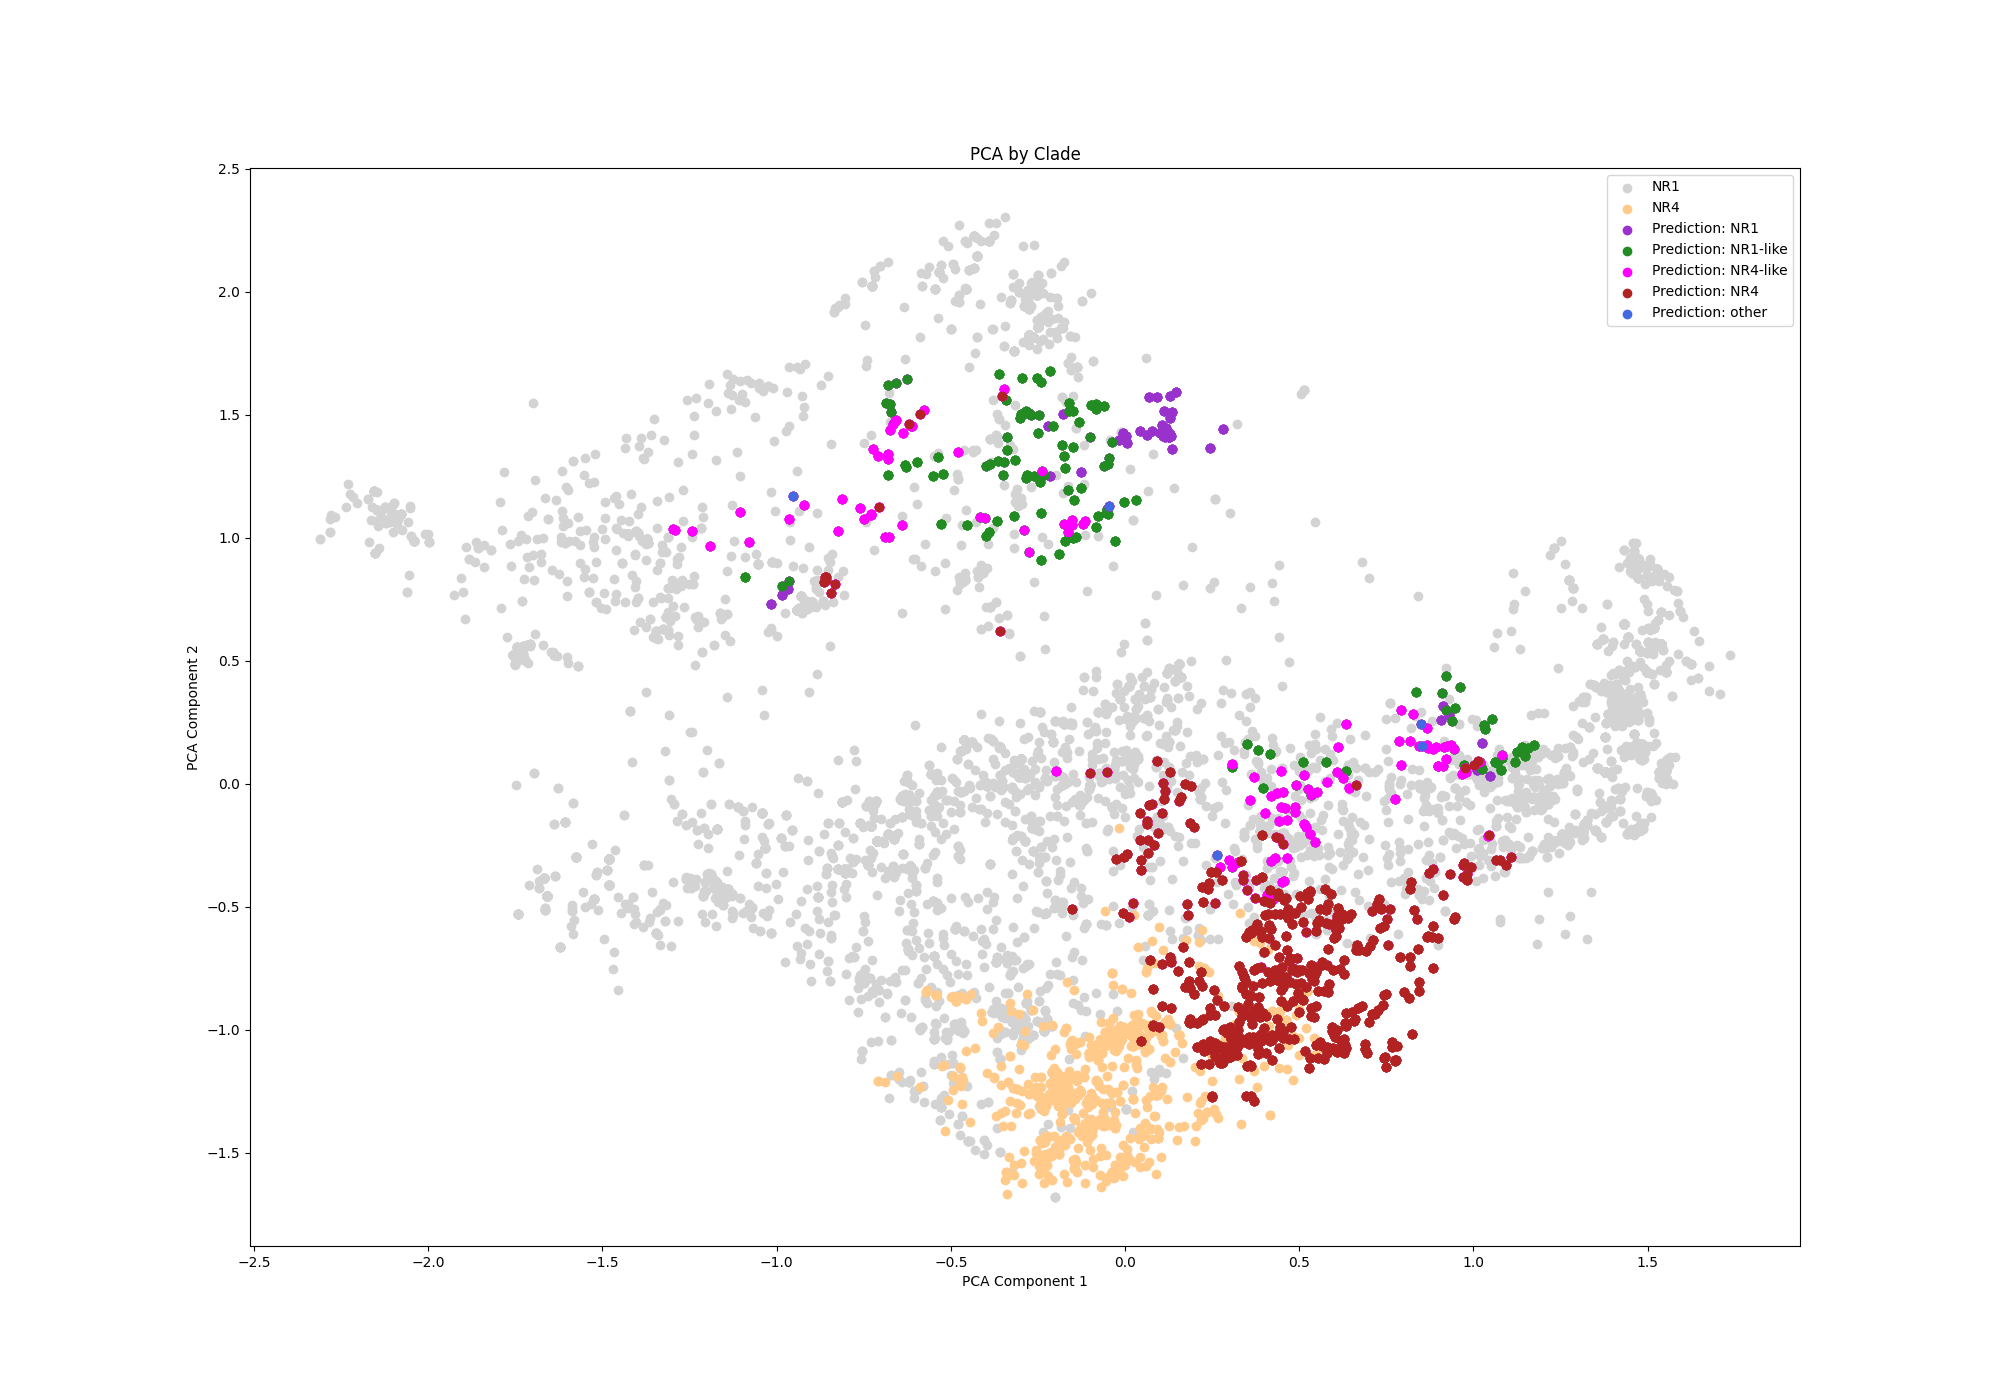 PCA by Clade
2.5
2.0
1.5
1.0
0.5
0.0
−0.5
−1.0
−1.5
PCA Component 2
NR1
NR4
Prediction: NR1
Prediction: NR1-like
Prediction: NR4-like
Prediction: NR4
Prediction: other
−2.5 −2.0 −1.5 −1.0 −0.5 0.0 0.5 1.0 1.5
PCA Component 1